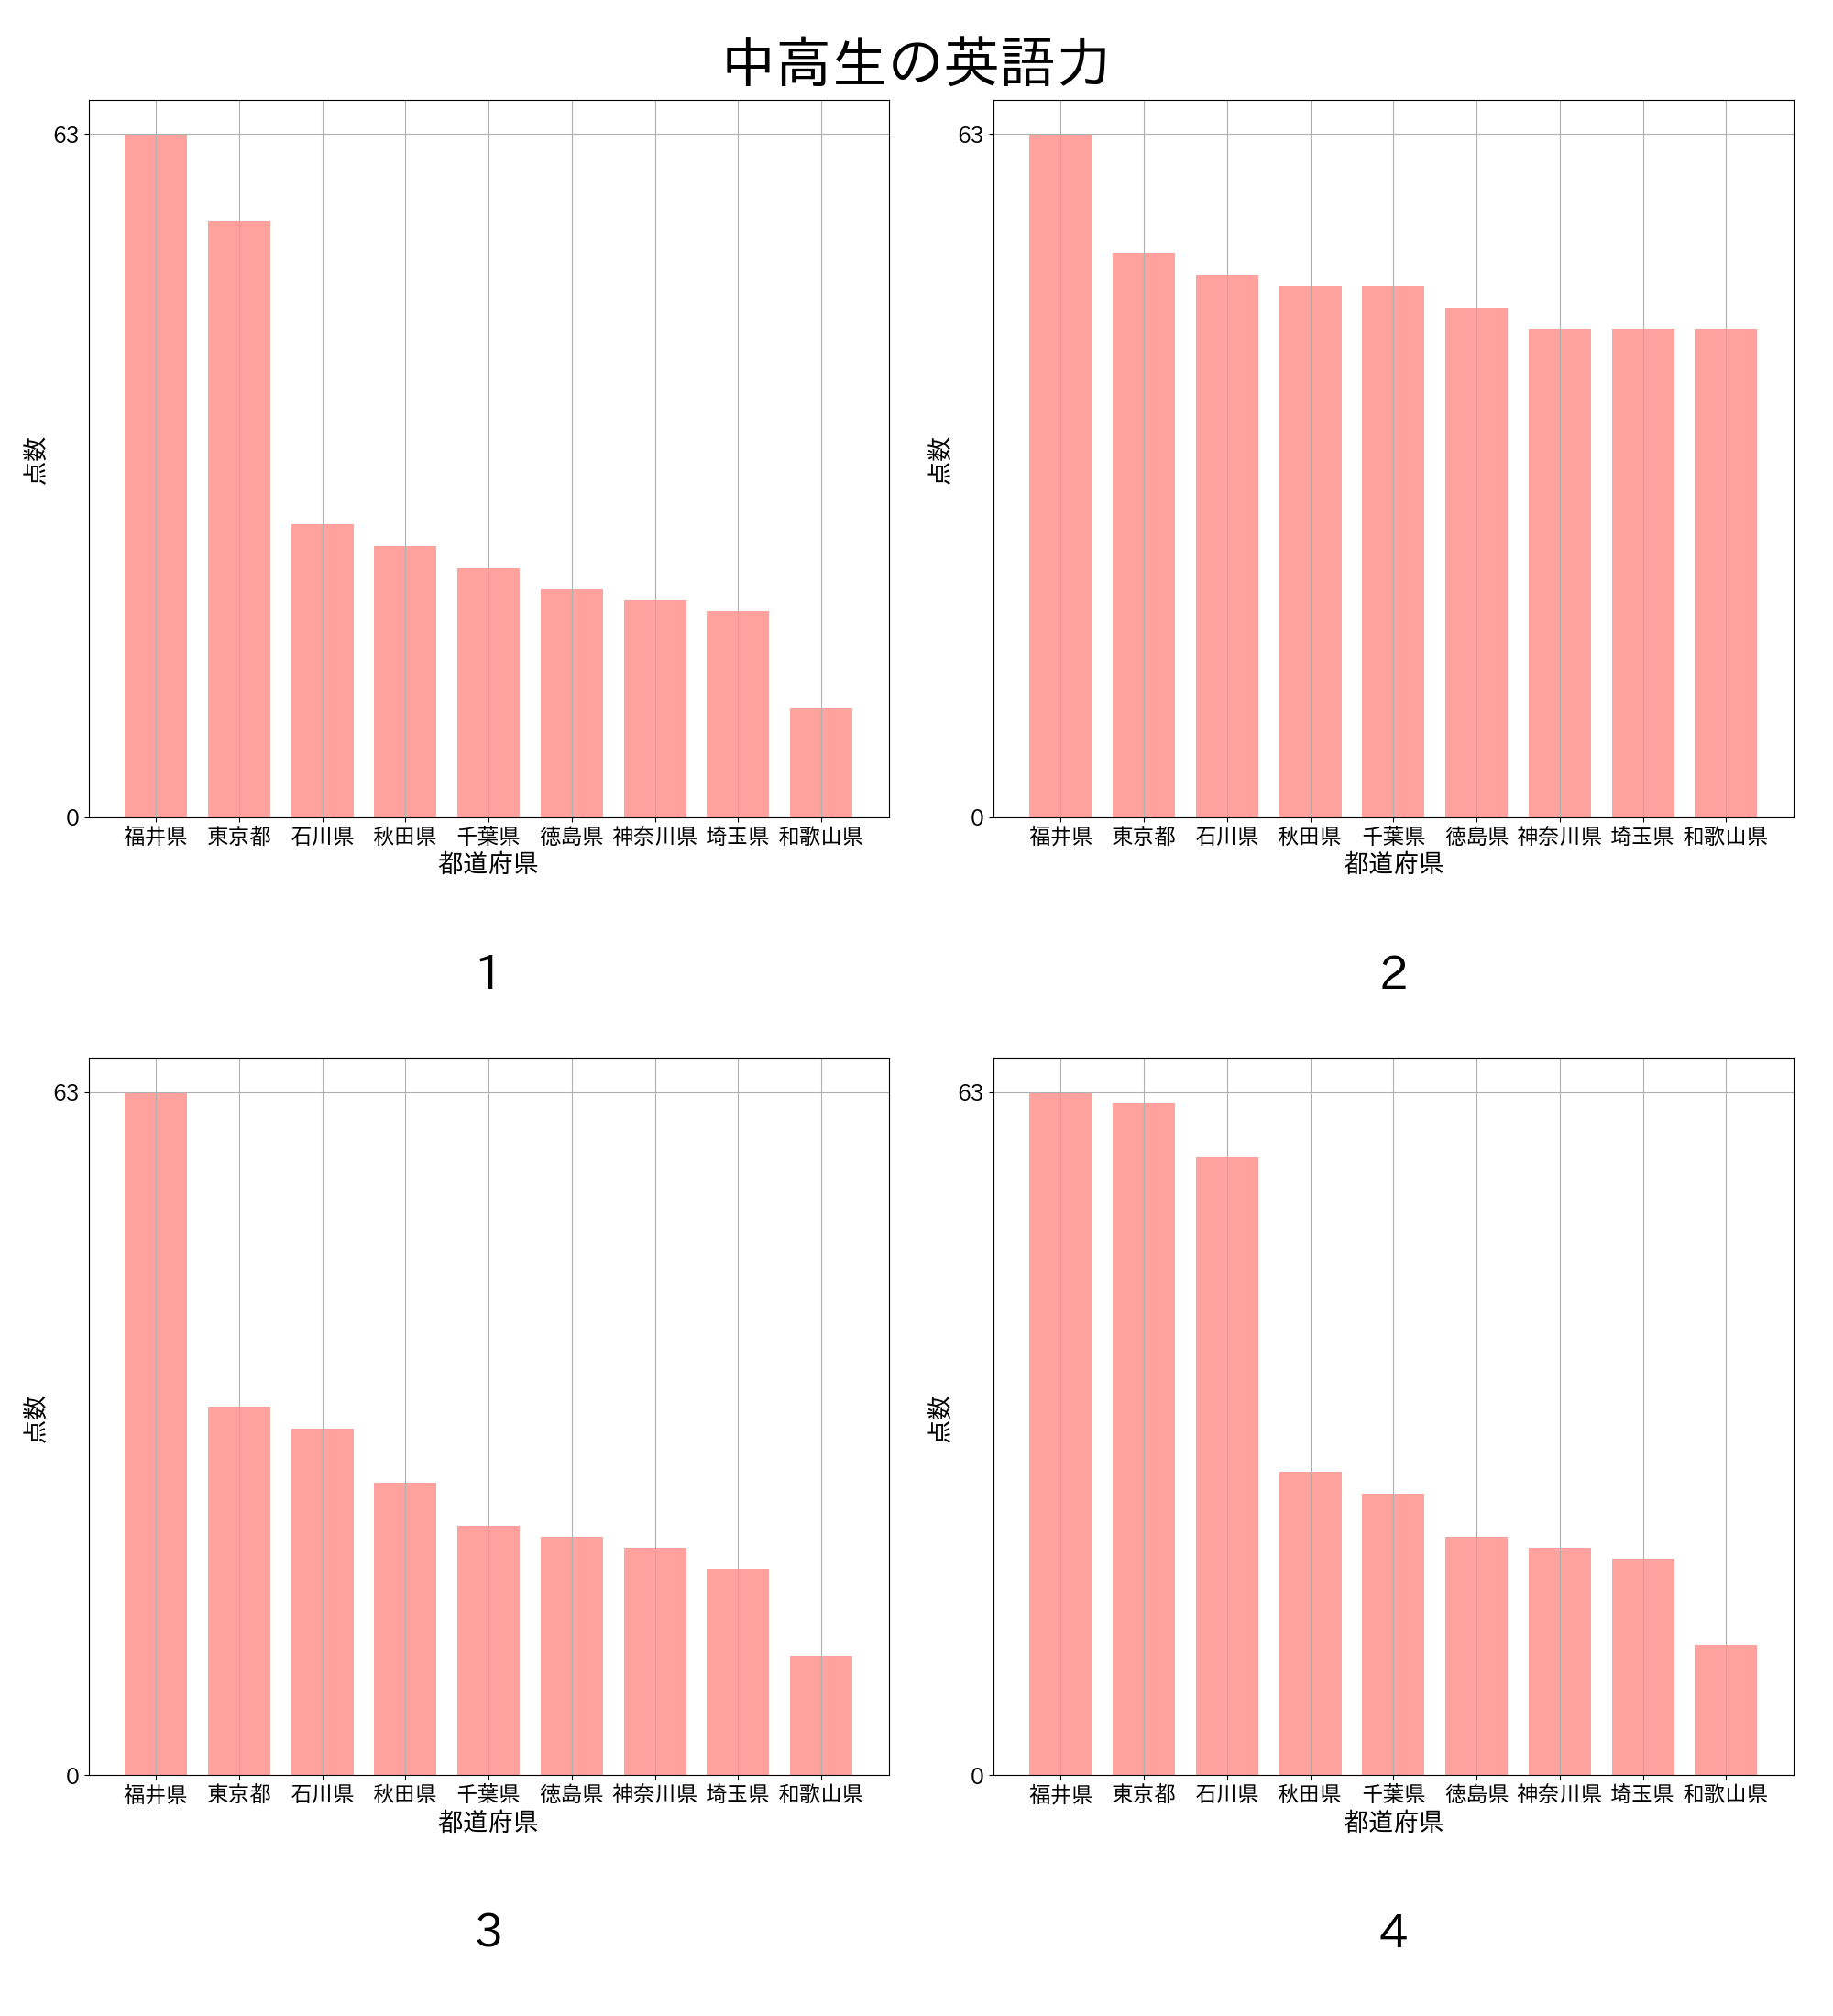 中高生の英語力
63
0
点数
福井県 東京都 石川県 秋田県 千葉県 徳島県 神奈川県 埼玉県 和歌山県
都道府県
1
63
0
点数
福井県 東京都 石川県 秋田県 千葉県 徳島県 神奈川県 埼玉県 和歌山県
都道府県
2
63
0
点数
福井県 東京都 石川県 秋田県 千葉県 徳島県 神奈川県 埼玉県 和歌山県
都道府県
3
63
0
点数
福井県 東京都 石川県 秋田県 千葉県 徳島県 神奈川県 埼玉県 和歌山県
都道府県
4